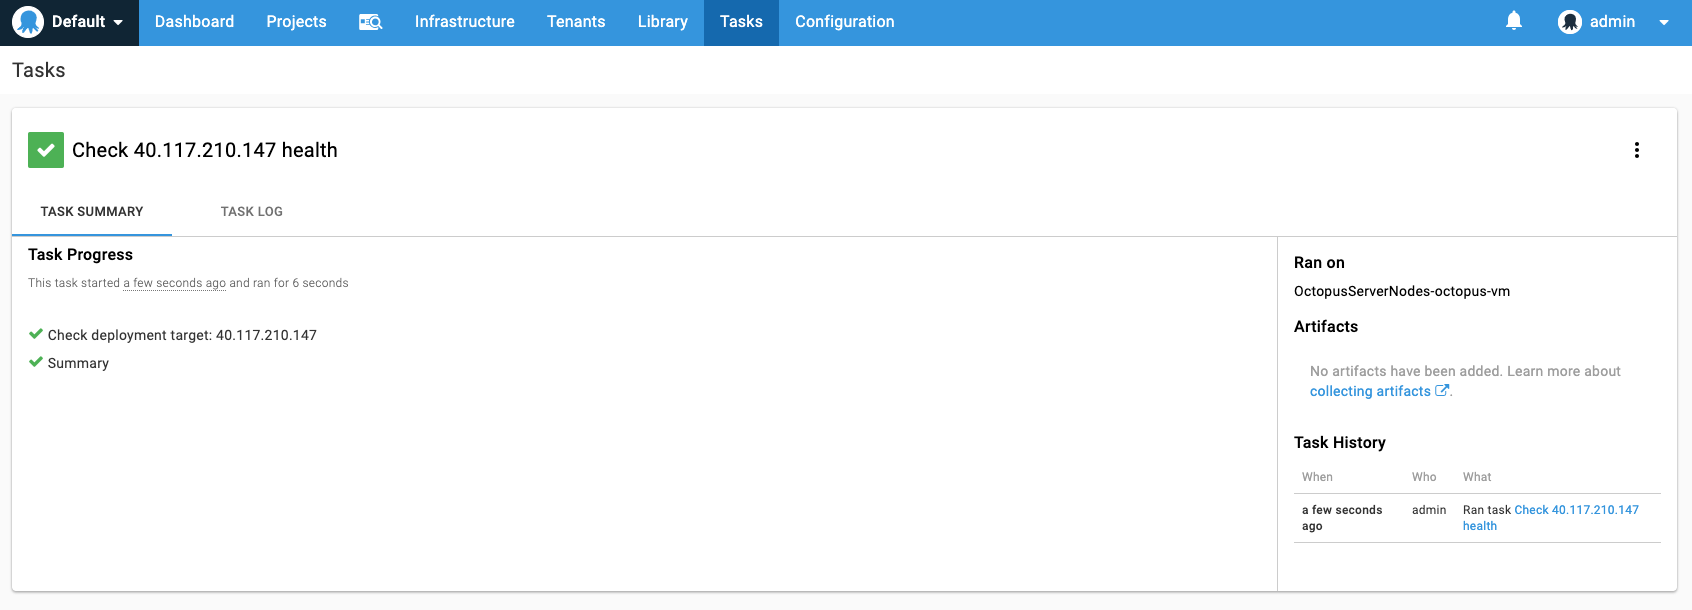 Default Dashboard Projects Infrastructure Tenants Library Tasks Configuration admin
Tasks
Check 40.117.210.147 health
TASK SUMMARY TASK LOG
Task Progress
This task started a few seconds ago and ran for 6 seconds
Check deployment target: 40.117.210.147
Summary
Ran on
OctopusServerNodes-octopus-vm
Artifacts
No artifacts have been added. Learn more about
collecting artifacts .
Task History
When Who What
a few seconds admin Ran task Check 40.117.210.147
ago health